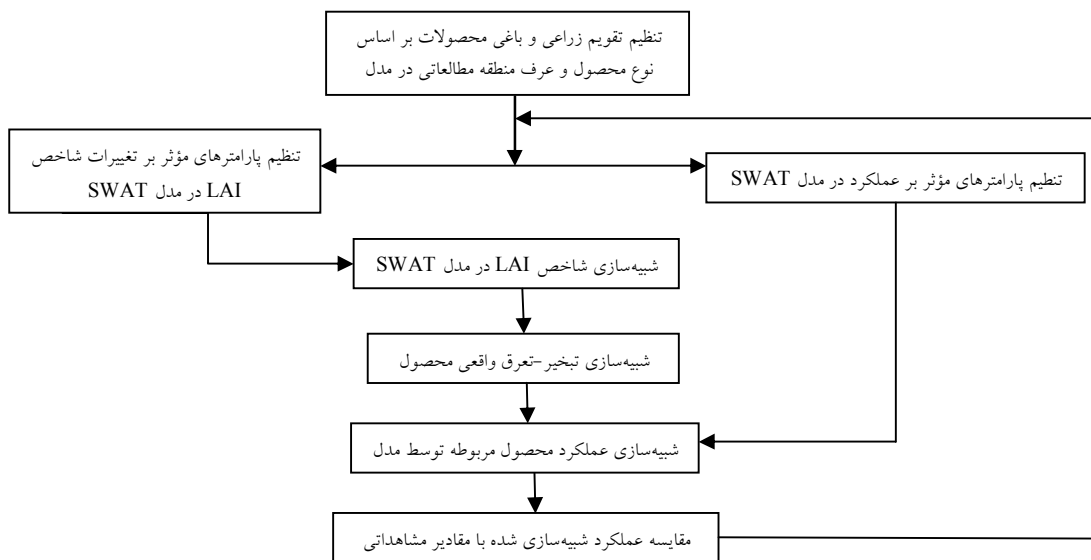 تنظیم تقویم زراعی و باغی محصولات بر اساس
نوع محصول و عرف منطقه مطالعاتی در مدل
تنظیم پارامترهای مؤثر بر تغییرات شاخص
LAI در مدل SWAT
تنظیم پارامترهای مؤثر بر عملکرد در مدل SWAT
شبیه‌سازی شاخص LAI در مدل SWAT
شبیه‌سازی تبخیر–تعرق واقعی محصول
شبیه‌سازی عملکرد محصول مربوطه توسط مدل
مقایسه عملکرد شبیه‌سازی شده با مقادیر مشاهداتی